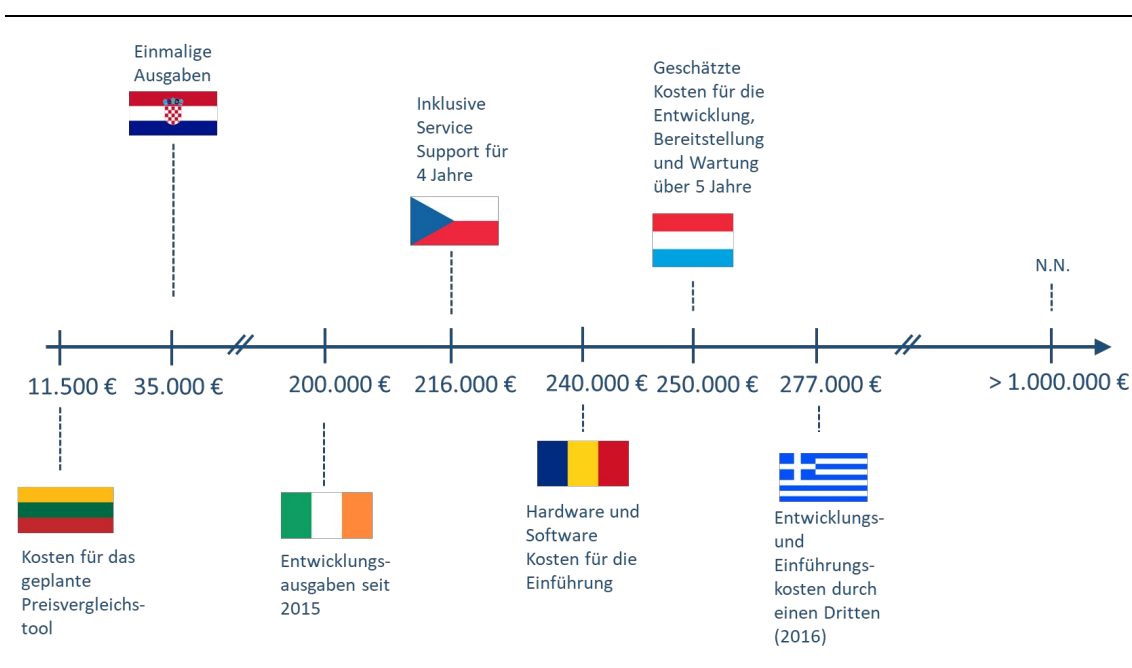 Einmalige
Ausgaben
Inklusive
Service
Support für
4 Jahre
Geschätzte
Kosten für die
Entwicklung,
Bereitstellung
und Wartung
über 5 Jahre
N.N.
11.500 € 35.000 € 200.000 € 216.000 € 240.000 € 250.000 € 277.000 € > 1.000.000 €
Kosten für das
geplante
Preisvergleichs-
tool
Entwicklungs-
ausgaben seit
2015
Hardware und
Software
Kosten für die
Einführung
Entwicklungs-
und
Einführungs-
kosten durch
einen Dritten
(2016)